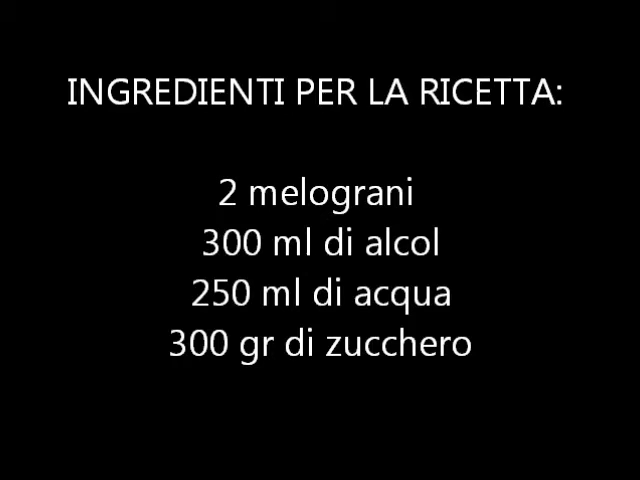 INGREDIENTI PER LA RICETTA:
2 melograni
300 ml di alcol
250 ml di acqua
300 gr di zucchero